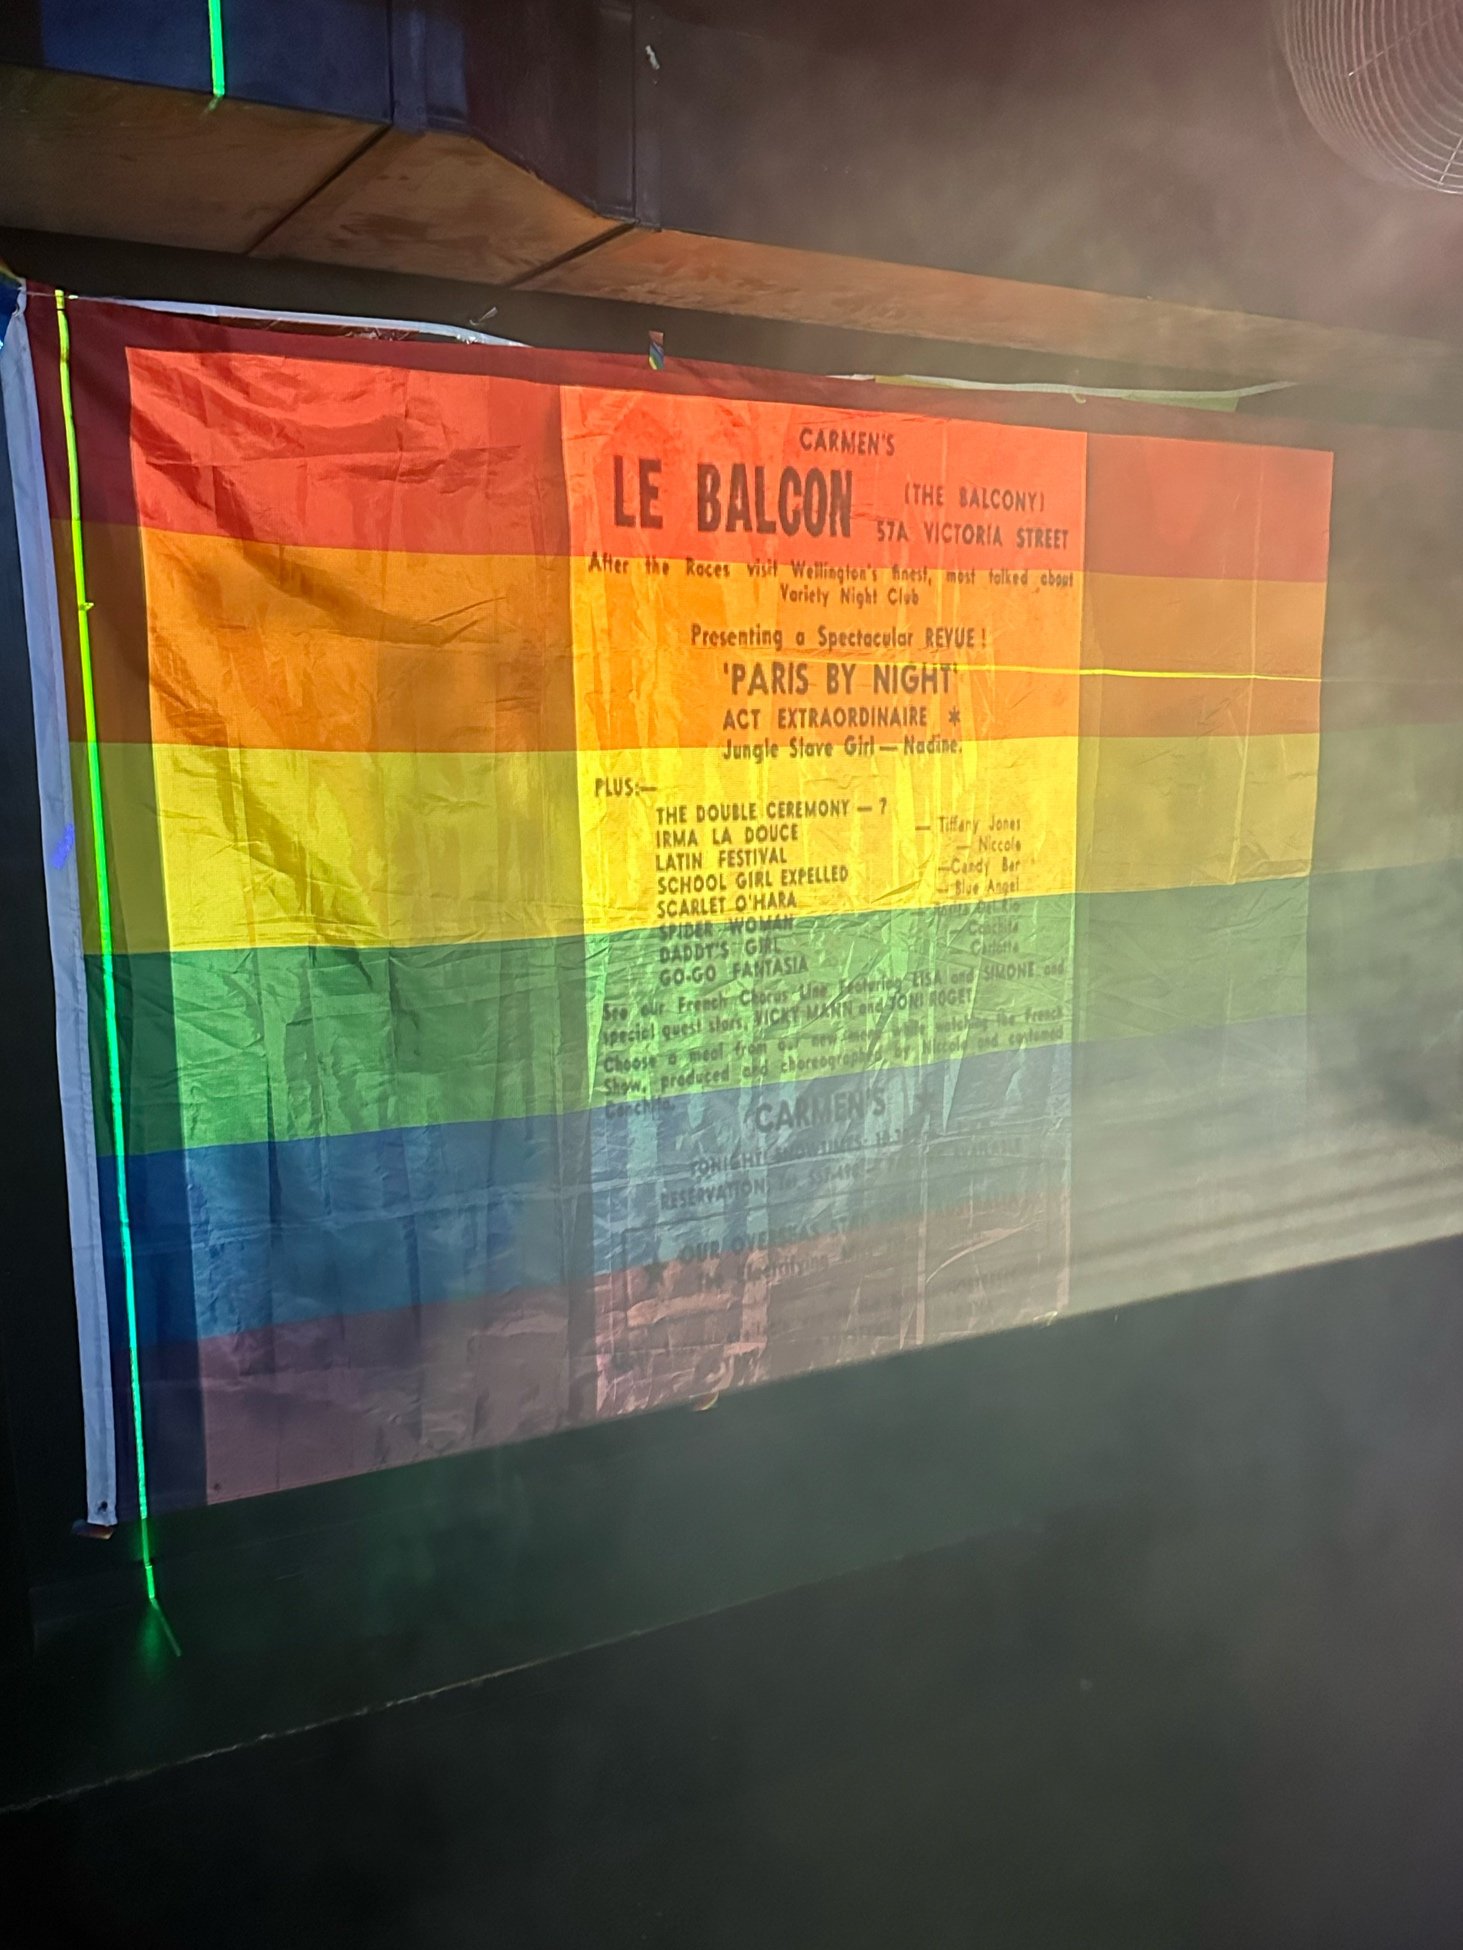 CARMEN'S
LE BALCON (THE BALCONY)
57A VICTORIA STREET
After the Races visit Wellington's finest, most talked about
Variety Night Club
Presenting a Spectacular REVUE!
'PARIS BY NIGHT'
ACT EXTRAORDINAIRE *
Jungle Slave Girl — Nadine.
PLUS:—
THE DOUBLE CEREMONY — ?
IRMA LA DOUCE — Tiffany Jones
LATIN FESTIVAL — Niccole
SCHOOL GIRL EXPELLED —Candy Bar
SCARLET O'HARA — Blue Angel
SPIDER WOMAN
DADDY'S GIRL — Conchita
GO-GO FANTASIA — Carlotta
See our French Chorus Line featuring LISA and SIMONE and
special guest stars, VICKY MANN and TONI ROGET
Choose a meal from our new menu while watching the French
Show, produced and choreographed by Niccole and costumed
Conchita.
CARMEN'S
TONIGHT! SHOWTIMES:
RESERVATIONS
OUR OVERSEAS
The Electrifying